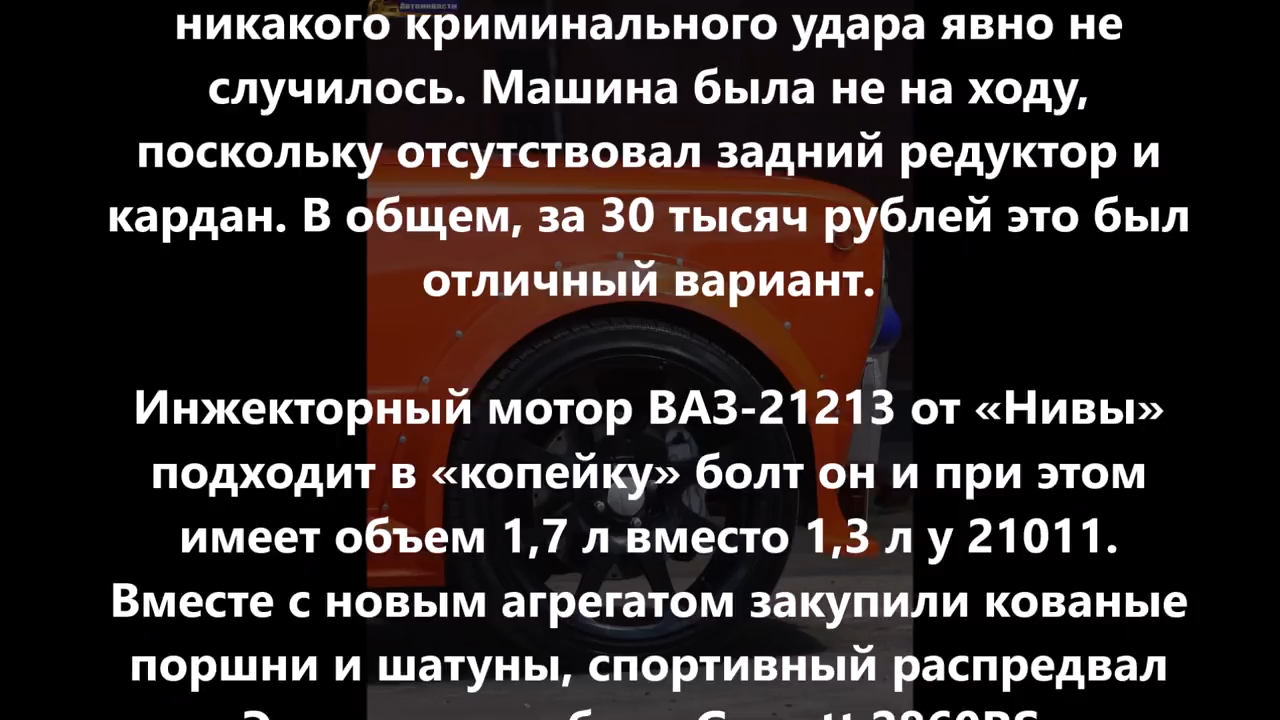 Автоновости
никакого криминального удара явно не
случилось. Машина была не на ходу,
поскольку отсутствовал задний редуктор и
кардан. В общем, за 30 тысяч рублей это был
отличный вариант.
Инжекторный мотор ВАЗ-21213 от «Нивы»
подходит в «копейку» болт он и при этом
имеет объем 1,7 л вместо 1,3 л у 21011.
Вместе с новым агрегатом закупили кованые
поршни и шатуны, спортивный распредвал